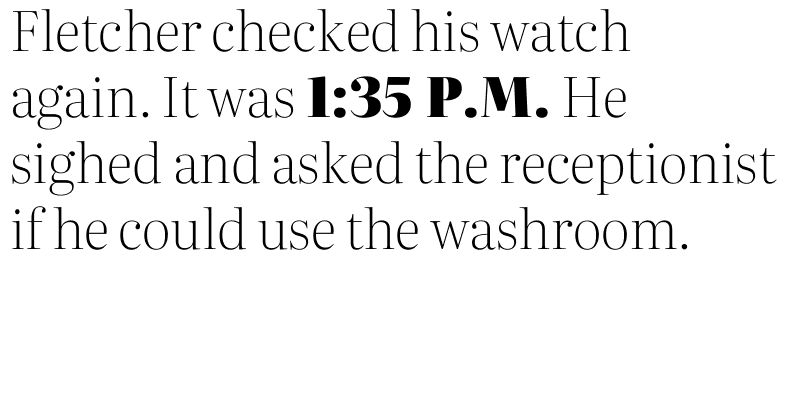 Fletcher checked his watch
again. It was 1:35 P.M. He
sighed and asked the receptionist
if he could use the washroom.